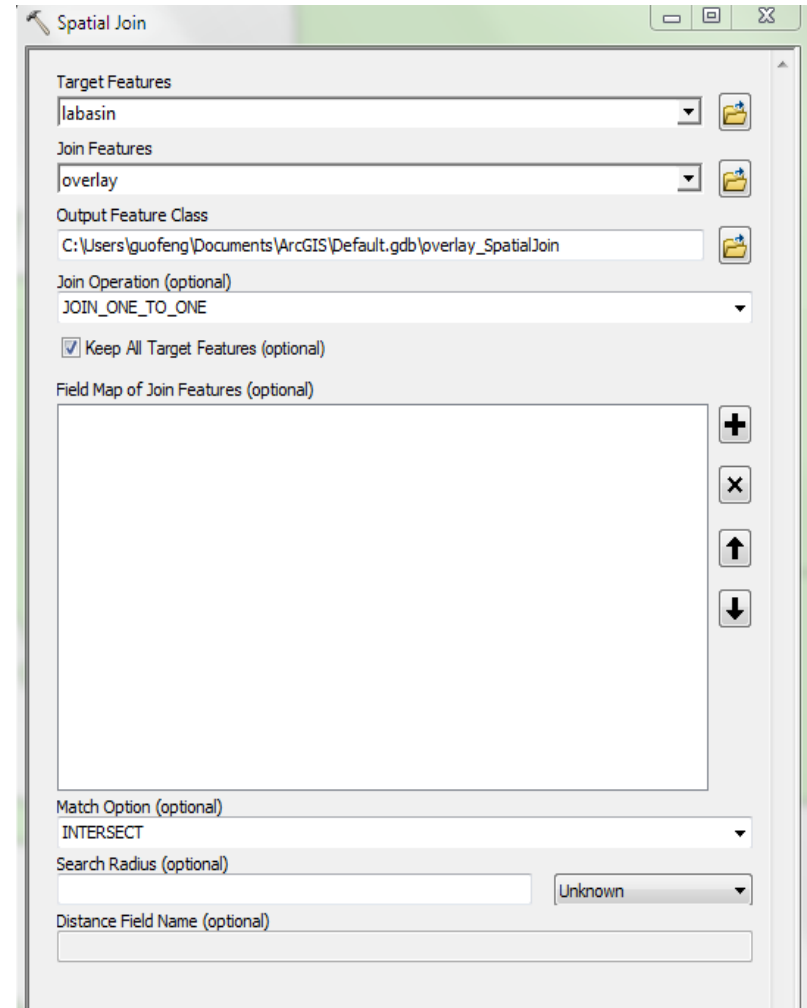 Spatial Join
Target Features
labasin
Join Features
overlay
Output Feature Class
C:\Users\guofeng\Documents\ArcGIS\Default.gdb\overlay_SpatialJoin
Join Operation (optional)
JOIN_ONE_TO_ONE
Keep All Target Features (optional)
Field Map of Join Features (optional)
Match Option (optional)
INTERSECT
Search Radius (optional)
Unknown
Distance Field Name (optional)